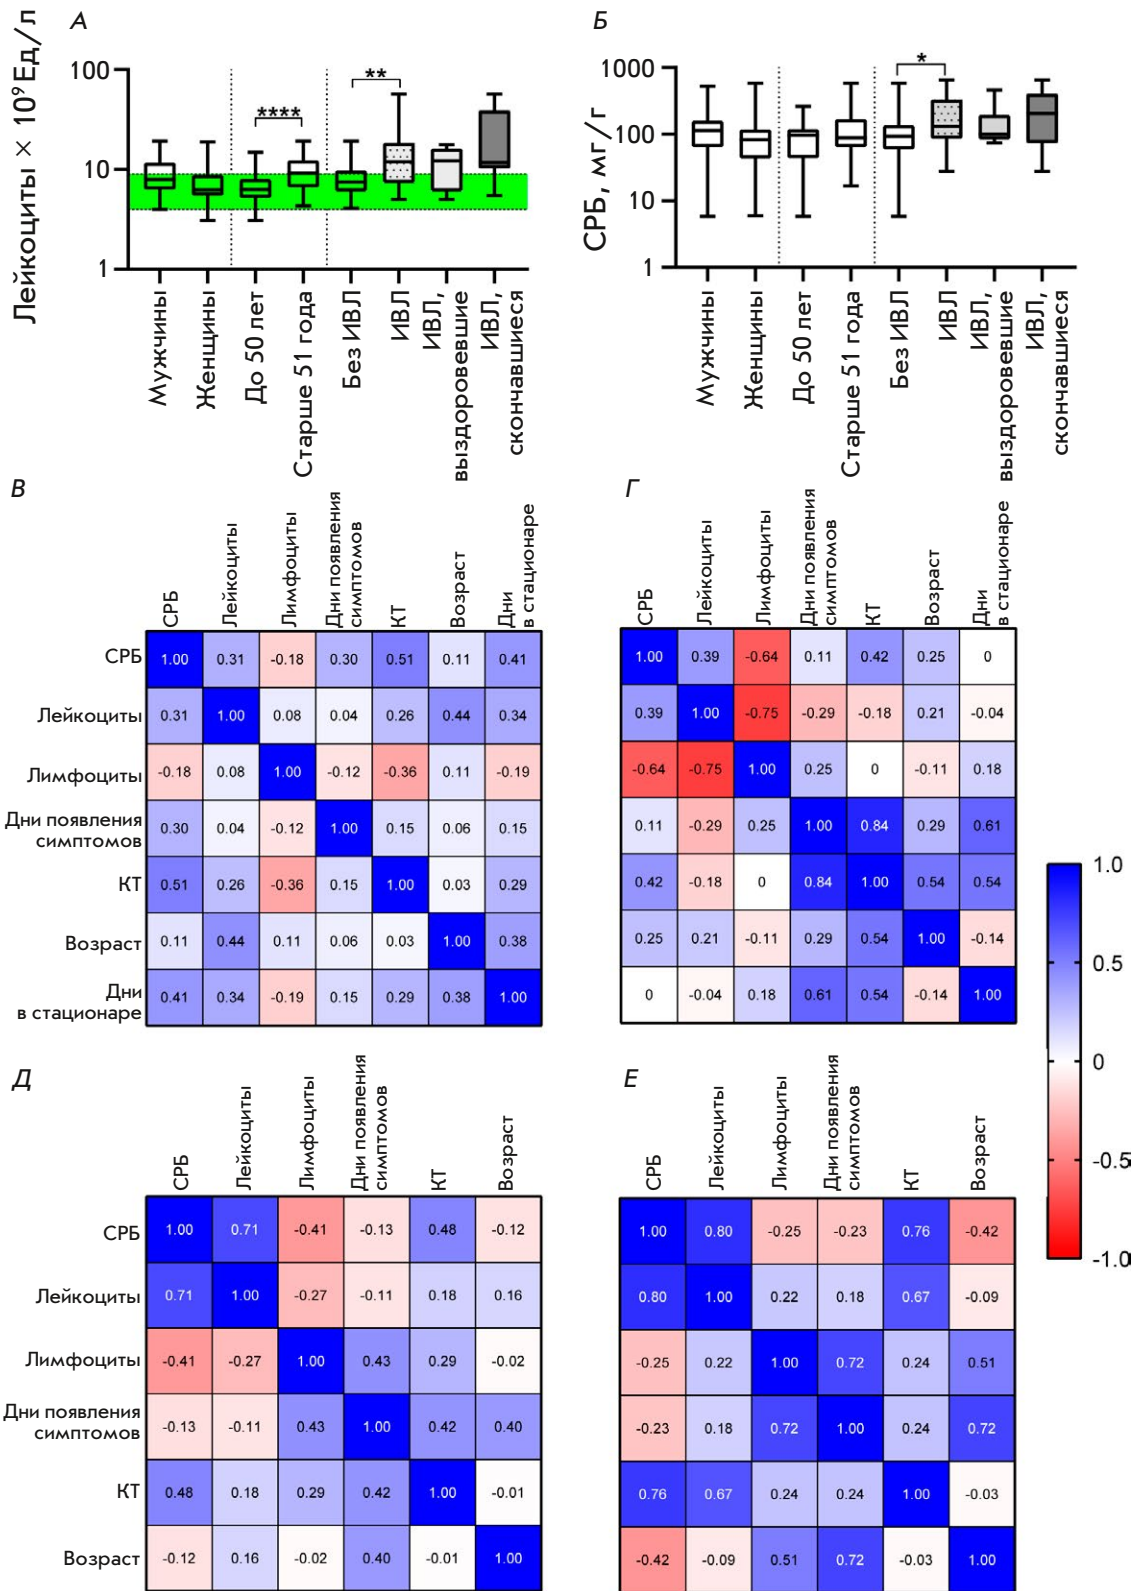 А
Лейкоциты × 10⁹ Ед/л
100
10
1
****
**
Мужчины
Женщины
До 50 лет
Старше 51 года
Без ИВЛ
ИВЛ
ИВЛ,
выздоровевшие
ИВЛ,
скончавшиеся
Б
СРБ, мг/г
1000
100
10
1
*
Мужчины
Женщины
До 50 лет
Старше 51 года
Без ИВЛ
ИВЛ
ИВЛ,
выздоровевшие
ИВЛ,
скончавшиеся
В
СРБ
Лейкоциты
Лимфоциты
Дни появления
симптомов
КТ
Возраст
Дни
в стационаре
СРБ 1.00 0.31 -0.18 0.30 0.51 0.11 0.41
Лейкоциты 0.31 1.00 0.08 0.04 0.26 0.44 0.34
Лимфоциты -0.18 0.08 1.00 -0.12 -0.36 0.11 -0.19
Дни появления
симптомов 0.30 0.04 -0.12 1.00 0.15 0.06 0.15
КТ 0.51 0.26 -0.36 0.15 1.00 0.03 0.29
Возраст 0.11 0.44 0.11 0.06 0.03 1.00 0.38
Дни
в стационаре 0.41 0.34 -0.19 0.15 0.29 0.38 1.00
Г
СРБ
Лейкоциты
Лимфоциты
Дни появления
симптомов
КТ
Возраст
Дни
в стационаре
1.00 0.39 -0.64 0.11 0.42 0.25 0
0.39 1.00 -0.75 -0.29 -0.18 0.21 -0.04
-0.64 -0.75 1.00 0.25 0 -0.11 0.18
0.11 -0.29 0.25 1.00 0.84 0.29 0.61
0.42 -0.18 0 0.84 1.00 0.54 0.54
0.25 0.21 -0.11 0.29 0.54 1.00 -0.14
0 -0.04 0.18 0.61 0.54 -0.14 1.00
1.0
0.5
0
-0.5
-1.0
Д
СРБ
Лейкоциты
Лимфоциты
Дни появления
симптомов
КТ
Возраст
СРБ 1.00 0.71 -0.41 -0.13 0.48 -0.12
Лейкоциты 0.71 1.00 -0.27 -0.11 0.18 0.16
Лимфоциты -0.41 -0.27 1.00 0.43 0.29 -0.02
Дни появления
симптомов -0.13 -0.11 0.43 1.00 0.42 0.40
КТ 0.48 0.18 0.29 0.42 1.00 -0.01
Возраст -0.12 0.16 -0.02 0.40 -0.01 1.00
Е
СРБ
Лейкоциты
Лимфоциты
Дни появления
симптомов
КТ
Возраст
1.00 0.80 -0.25 -0.23 0.76 -0.42
0.80 1.00 0.22 0.18 0.67 -0.09
-0.25 0.22 1.00 0.72 0.24 0.51
-0.23 0.18 0.72 1.00 0.24 0.72
0.76 0.67 0.24 0.24 1.00 -0.03
-0.42 -0.09 0.51 0.72 -0.03 1.00